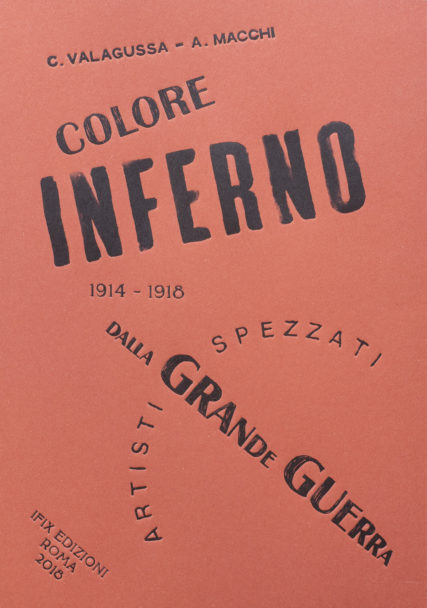 C. VALAGUSSA - A. MACCHI
COLORE
INFERNO
1914 - 1918
ARTISTI SPEZZATI
DALLA GRANDE GUERRA
IFIX EDIZIONI
ROMA
2018